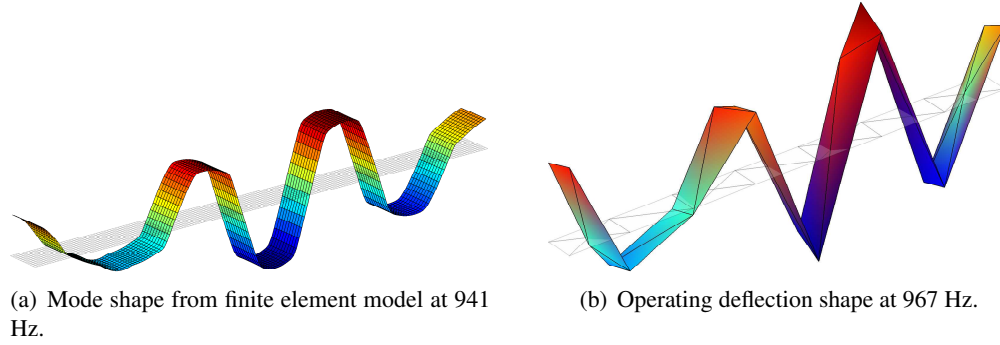 (a) Mode shape from finite element model at 941
Hz.
(b) Operating deflection shape at 967 Hz.